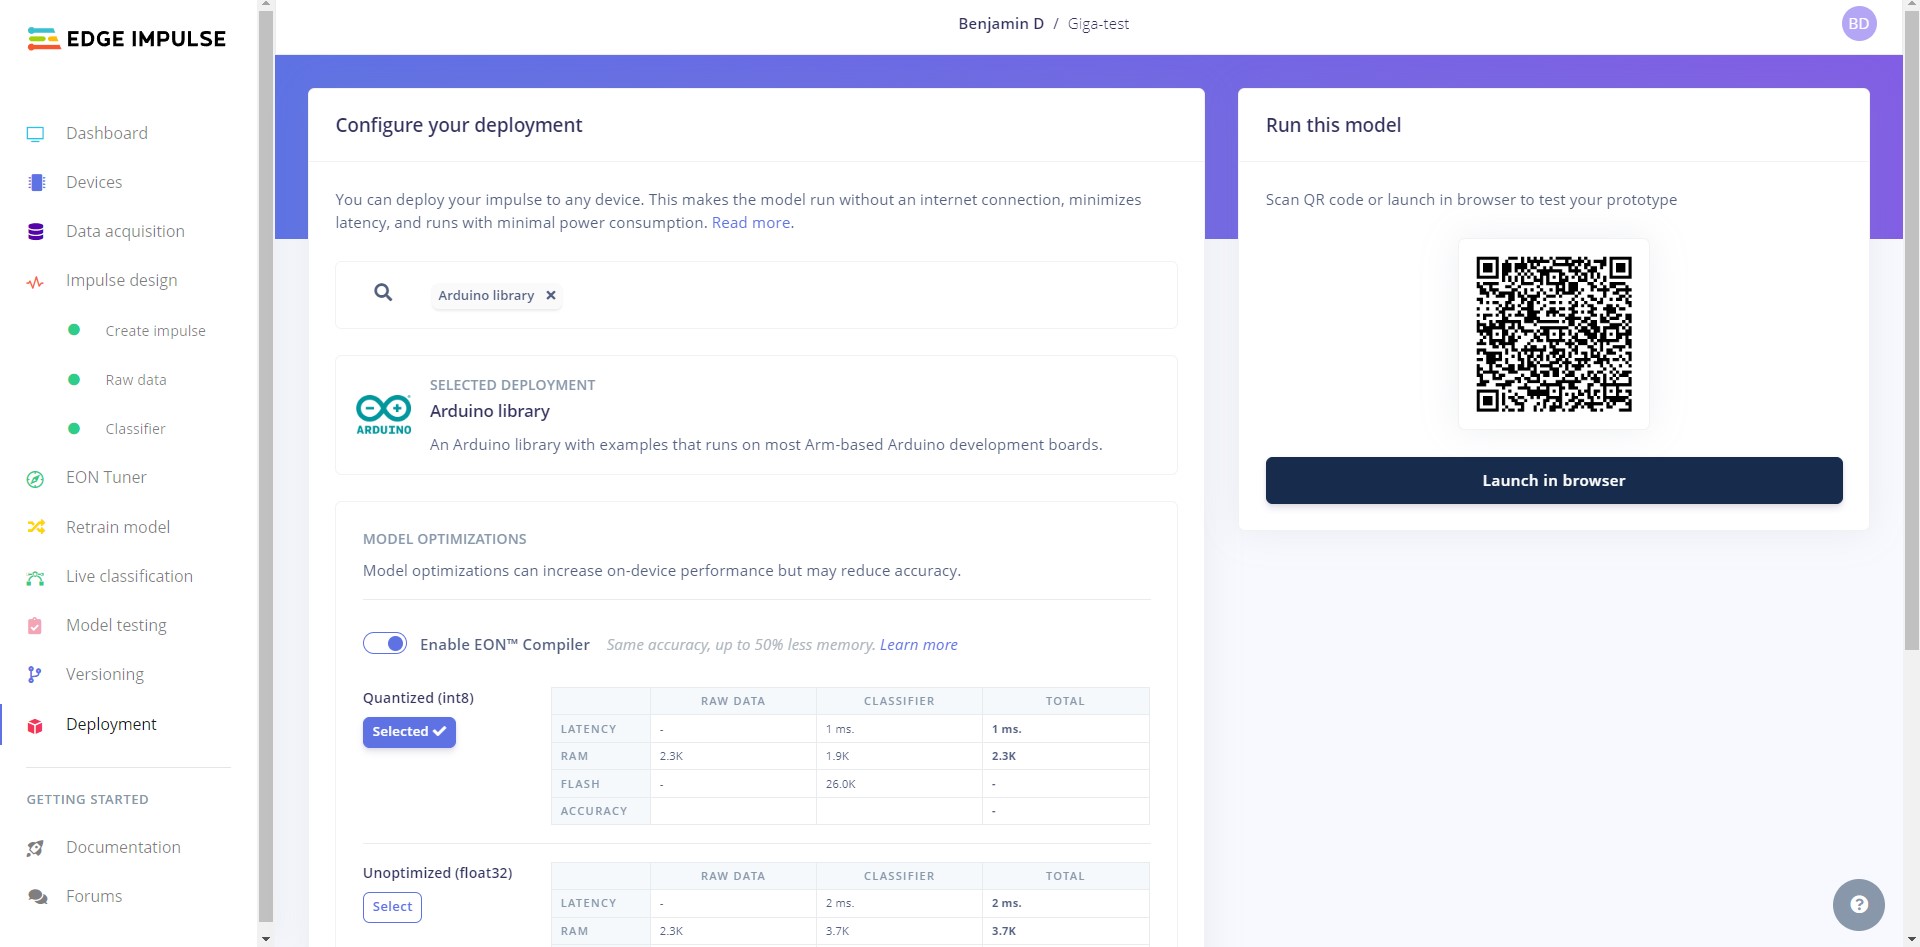 EDGE IMPULSE
Dashboard
Devices
Data acquisition
Impulse design
Create impulse
Raw data
Classifier
EON Tuner
Retrain model
Live classification
Model testing
Versioning
Deployment
GETTING STARTED
Documentation
Forums
Benjamin D / Giga-test
BD
Configure your deployment
You can deploy your impulse to any device. This makes the model run without an internet connection, minimizes
latency, and runs with minimal power consumption. Read more.
Arduino library ×
ARDUINO
SELECTED DEPLOYMENT
Arduino library
An Arduino library with examples that runs on most Arm-based Arduino development boards.
MODEL OPTIMIZATIONS
Model optimizations can increase on-device performance but may reduce accuracy.
Enable EON™ Compiler Same accuracy, up to 50% less memory. Learn more
Quantized (int8)
Selected
RAW DATA CLASSIFIER TOTAL
LATENCY - 1 ms. 1 ms.
RAM 2.3K 1.9K 2.3K
FLASH - 26.0K -
ACCURACY -
Unoptimized (float32)
Select
RAW DATA CLASSIFIER TOTAL
LATENCY - 2 ms. 2 ms.
RAM 2.3K 3.7K 3.7K
Run this model
Scan QR code or launch in browser to test your prototype
Launch in browser
?